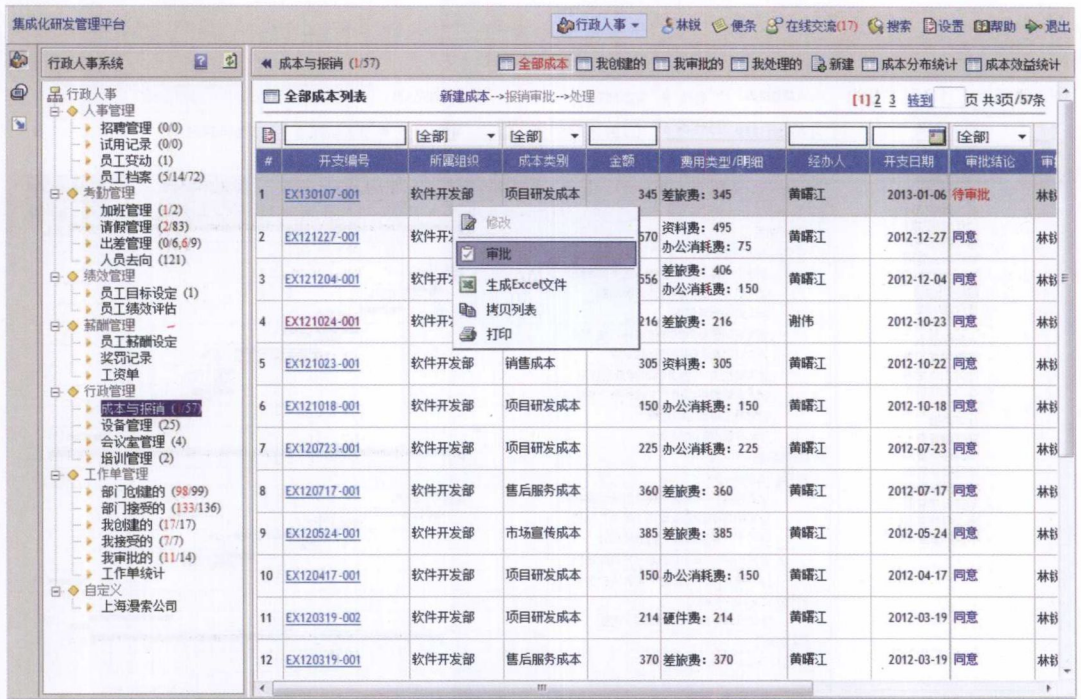 集成化研发管理平台
行政人事 林锐 便条 在线交流(17) 搜索 设置 帮助 退出
行政人事系统
成本与报销 (1/57) 全部成本 我创建的 我审批的 我处理的 新建 成本分布统计 成本效益统计
行政人事
人事管理
招聘管理 (0/0)
试用记录 (0/0)
员工变动 (1)
员工档案 (5/14/72)
考勤管理
加班管理 (1/2)
请假管理 (2/83)
出差管理 (0/6,6/9)
人员去向 (121)
绩效管理
员工目标设定 (1)
员工绩效评估
薪酬管理
员工薪酬设定
奖罚记录
工资单
行政管理
成本与报销 (1/57)
设备管理 (25)
会议室管理 (4)
培训管理 (2)
工作单管理
部门创建的 (98/99)
部门接受的 (133/136)
我创建的 (17/17)
我接受的 (7/7)
我审批的 (11/14)
工作单统计
自定义
上海漫索公司
全部成本列表 新建成本-->报销审批-->处理 [1] 2 3 转到 页 共3页/57条
[全部] [全部] [全部]
# 开支编号 所属组织 成本类别 金额 费用类型/明细 经办人 开支日期 审批结论 审
1 EX130107-001 软件开发部 项目研发成本 345 差旅费：345 黄曙江 2013-01-06 待审批 林锐
2 EX121227-001 软件开 570 资料费：495 办公消耗费：75 黄曙江 2012-12-27 同意 林锐
3 EX121204-001 软件开 556 差旅费：406 办公消耗费：150 黄曙江 2012-12-04 同意 林锐
4 EX121024-001 软件开 216 差旅费：216 谢伟 2012-10-23 同意 林锐
5 EX121023-001 软件开发部 销售成本 305 资料费：305 黄曙江 2012-10-22 同意 林锐
6 EX121018-001 软件开发部 项目研发成本 150 办公消耗费：150 黄曙江 2012-10-18 同意 林锐
7 EX120723-001 软件开发部 项目研发成本 225 办公消耗费：225 黄曙江 2012-07-23 同意 林锐
8 EX120717-001 软件开发部 售后服务成本 360 差旅费：360 黄曙江 2012-07-17 同意 林锐
9 EX120524-001 软件开发部 市场宣传成本 385 差旅费：385 黄曙江 2012-05-24 同意 林锐
10 EX120417-001 软件开发部 项目研发成本 150 办公消耗费：150 黄曙江 2012-04-17 同意 林锐
11 EX120319-002 软件开发部 项目研发成本 214 硬件费：214 黄曙江 2012-03-19 同意 林锐
12 EX120319-001 软件开发部 售后服务成本 370 差旅费：370 黄曙江 2012-03-19 同意 林锐
修改
审批
生成Excel文件
拷贝列表
打印